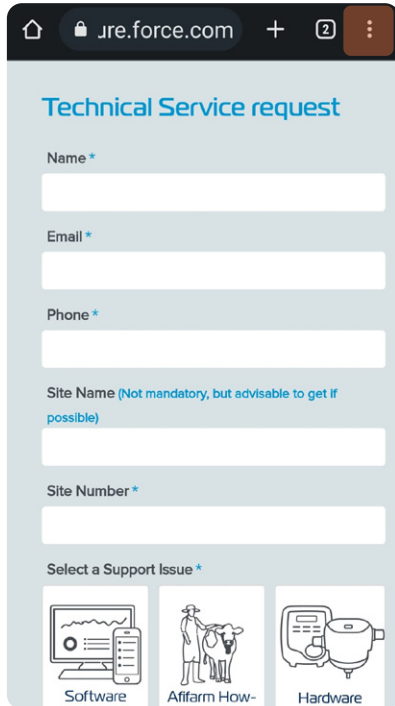 ure.force.com
2
Technical Service request
Name *
Email *
Phone *
Site Name (Not mandatory, but advisable to get if
possible)
Site Number *
Select a Support Issue *
Software
Afifarm How-
Hardware